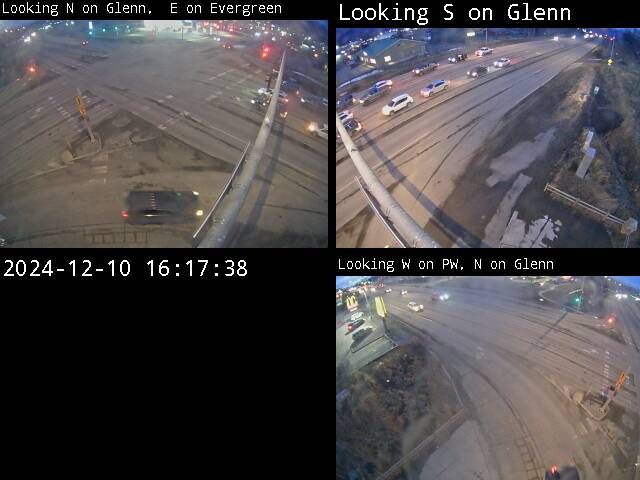 Looking N on Glenn,  E on Evergreen
Looking S on Glenn
2024-12-10 16:17:38
Looking W on PW, N on Glenn